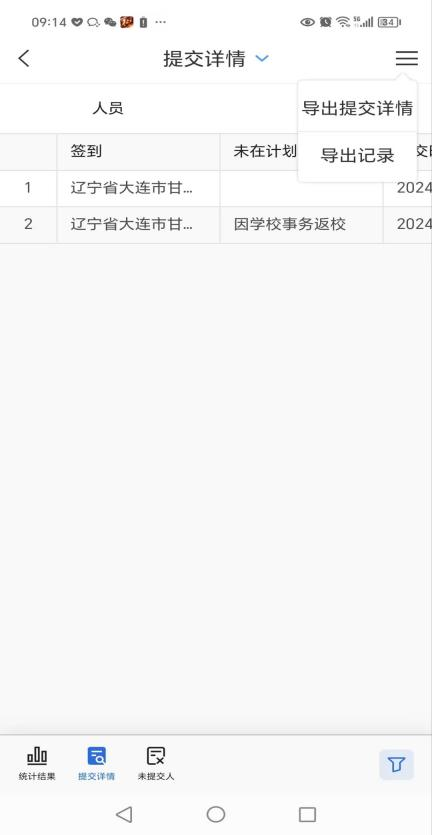 09:14
5G
84
提交详情
导出提交详情
导出记录
人员
签到
未在计划
交
1
辽宁省大连市甘...
2024
2
辽宁省大连市甘...
因学校事务返校
2024
统计结果
提交详情
未提交人